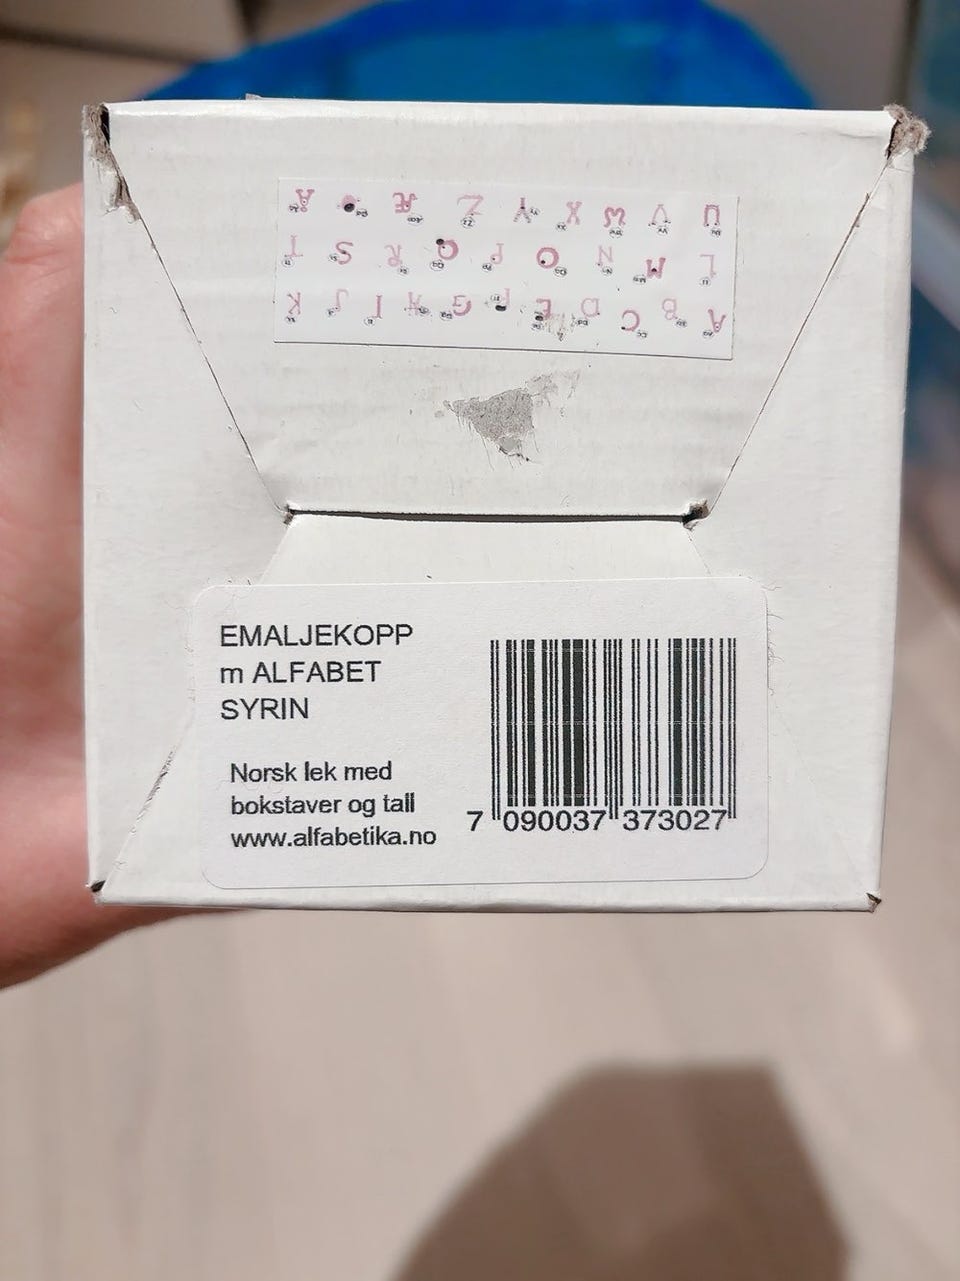 A B C D E F G H I J K
L M N O P Q R S T
U V W X Y Z Æ Ø Å
EMALJEKOPP
m ALFABET
SYRIN
Norsk lek med
bokstaver og tall
www.alfabetika.no
7 090037 373027